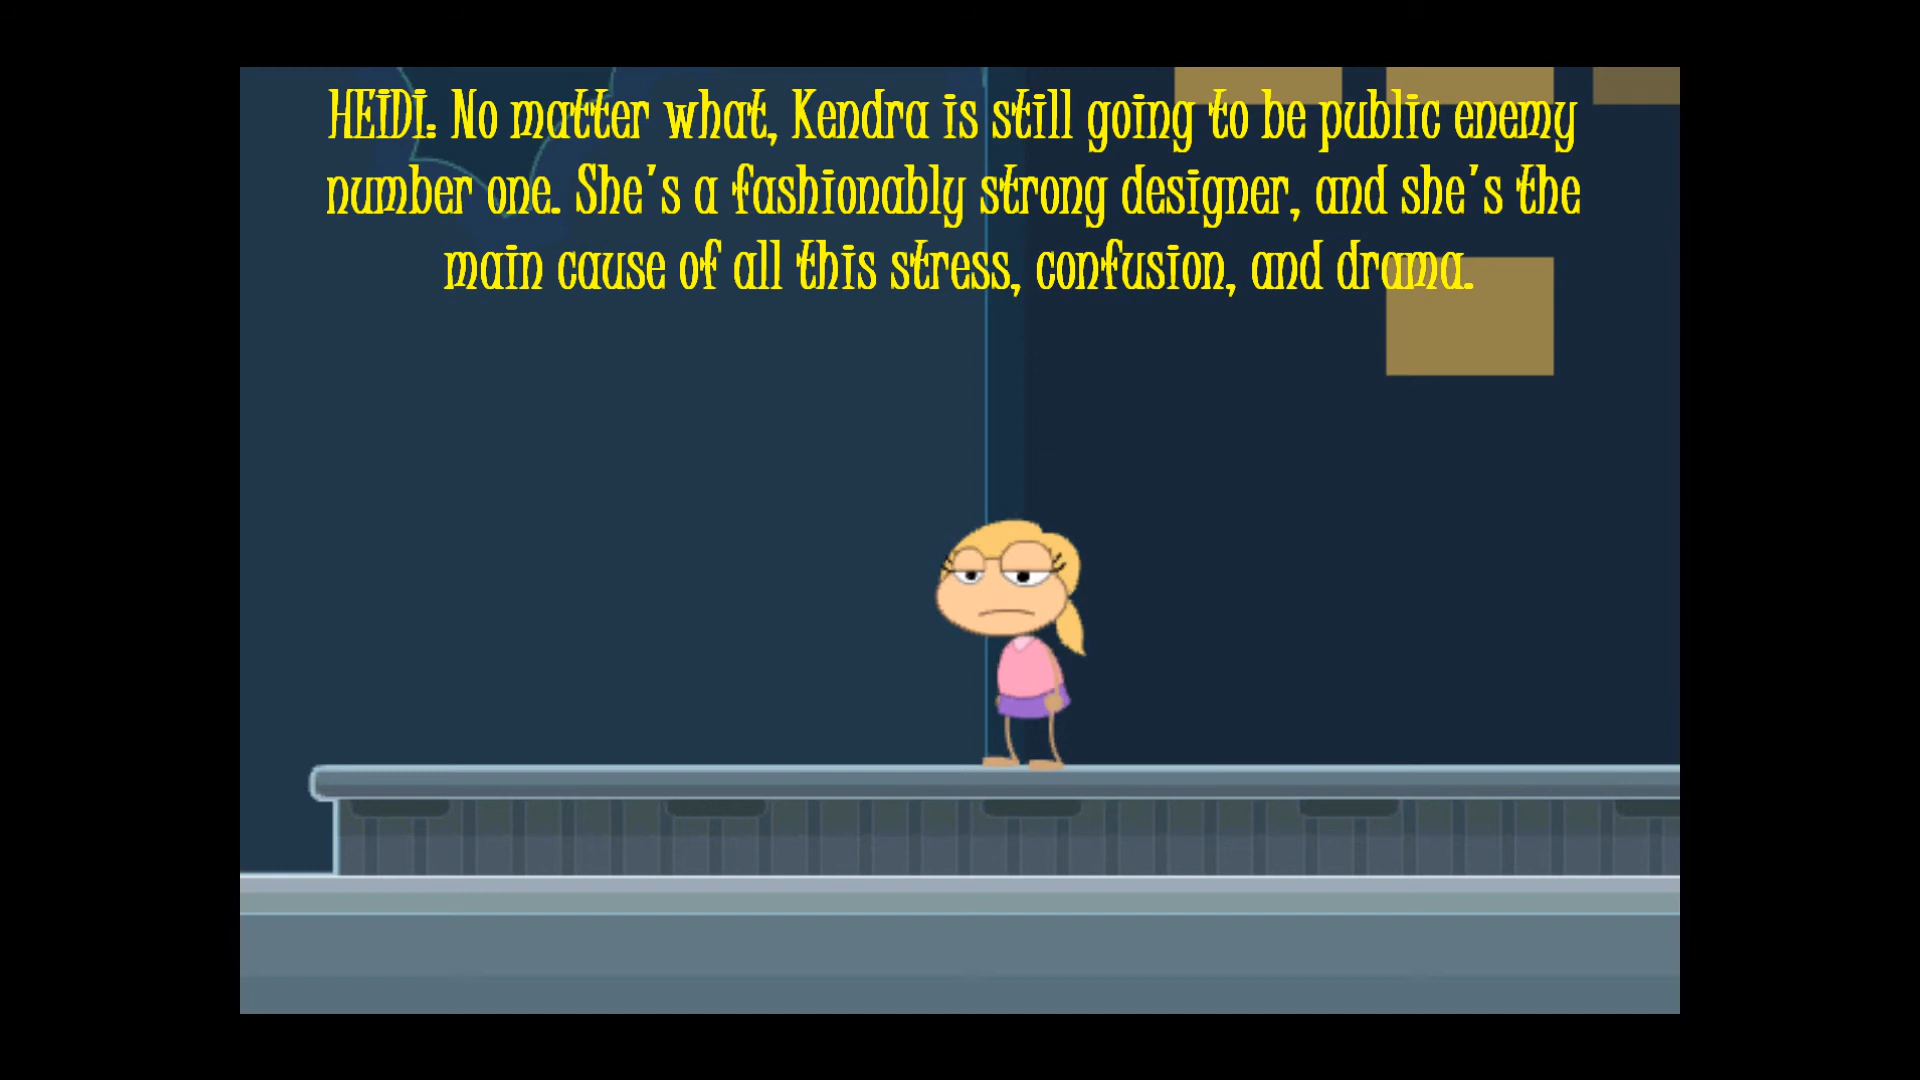 HEIDI: No matter what, Kendra is still going to be public enemy
number one. She's a fashionably strong designer, and she's the
main cause of all this stress, confusion, and drama.